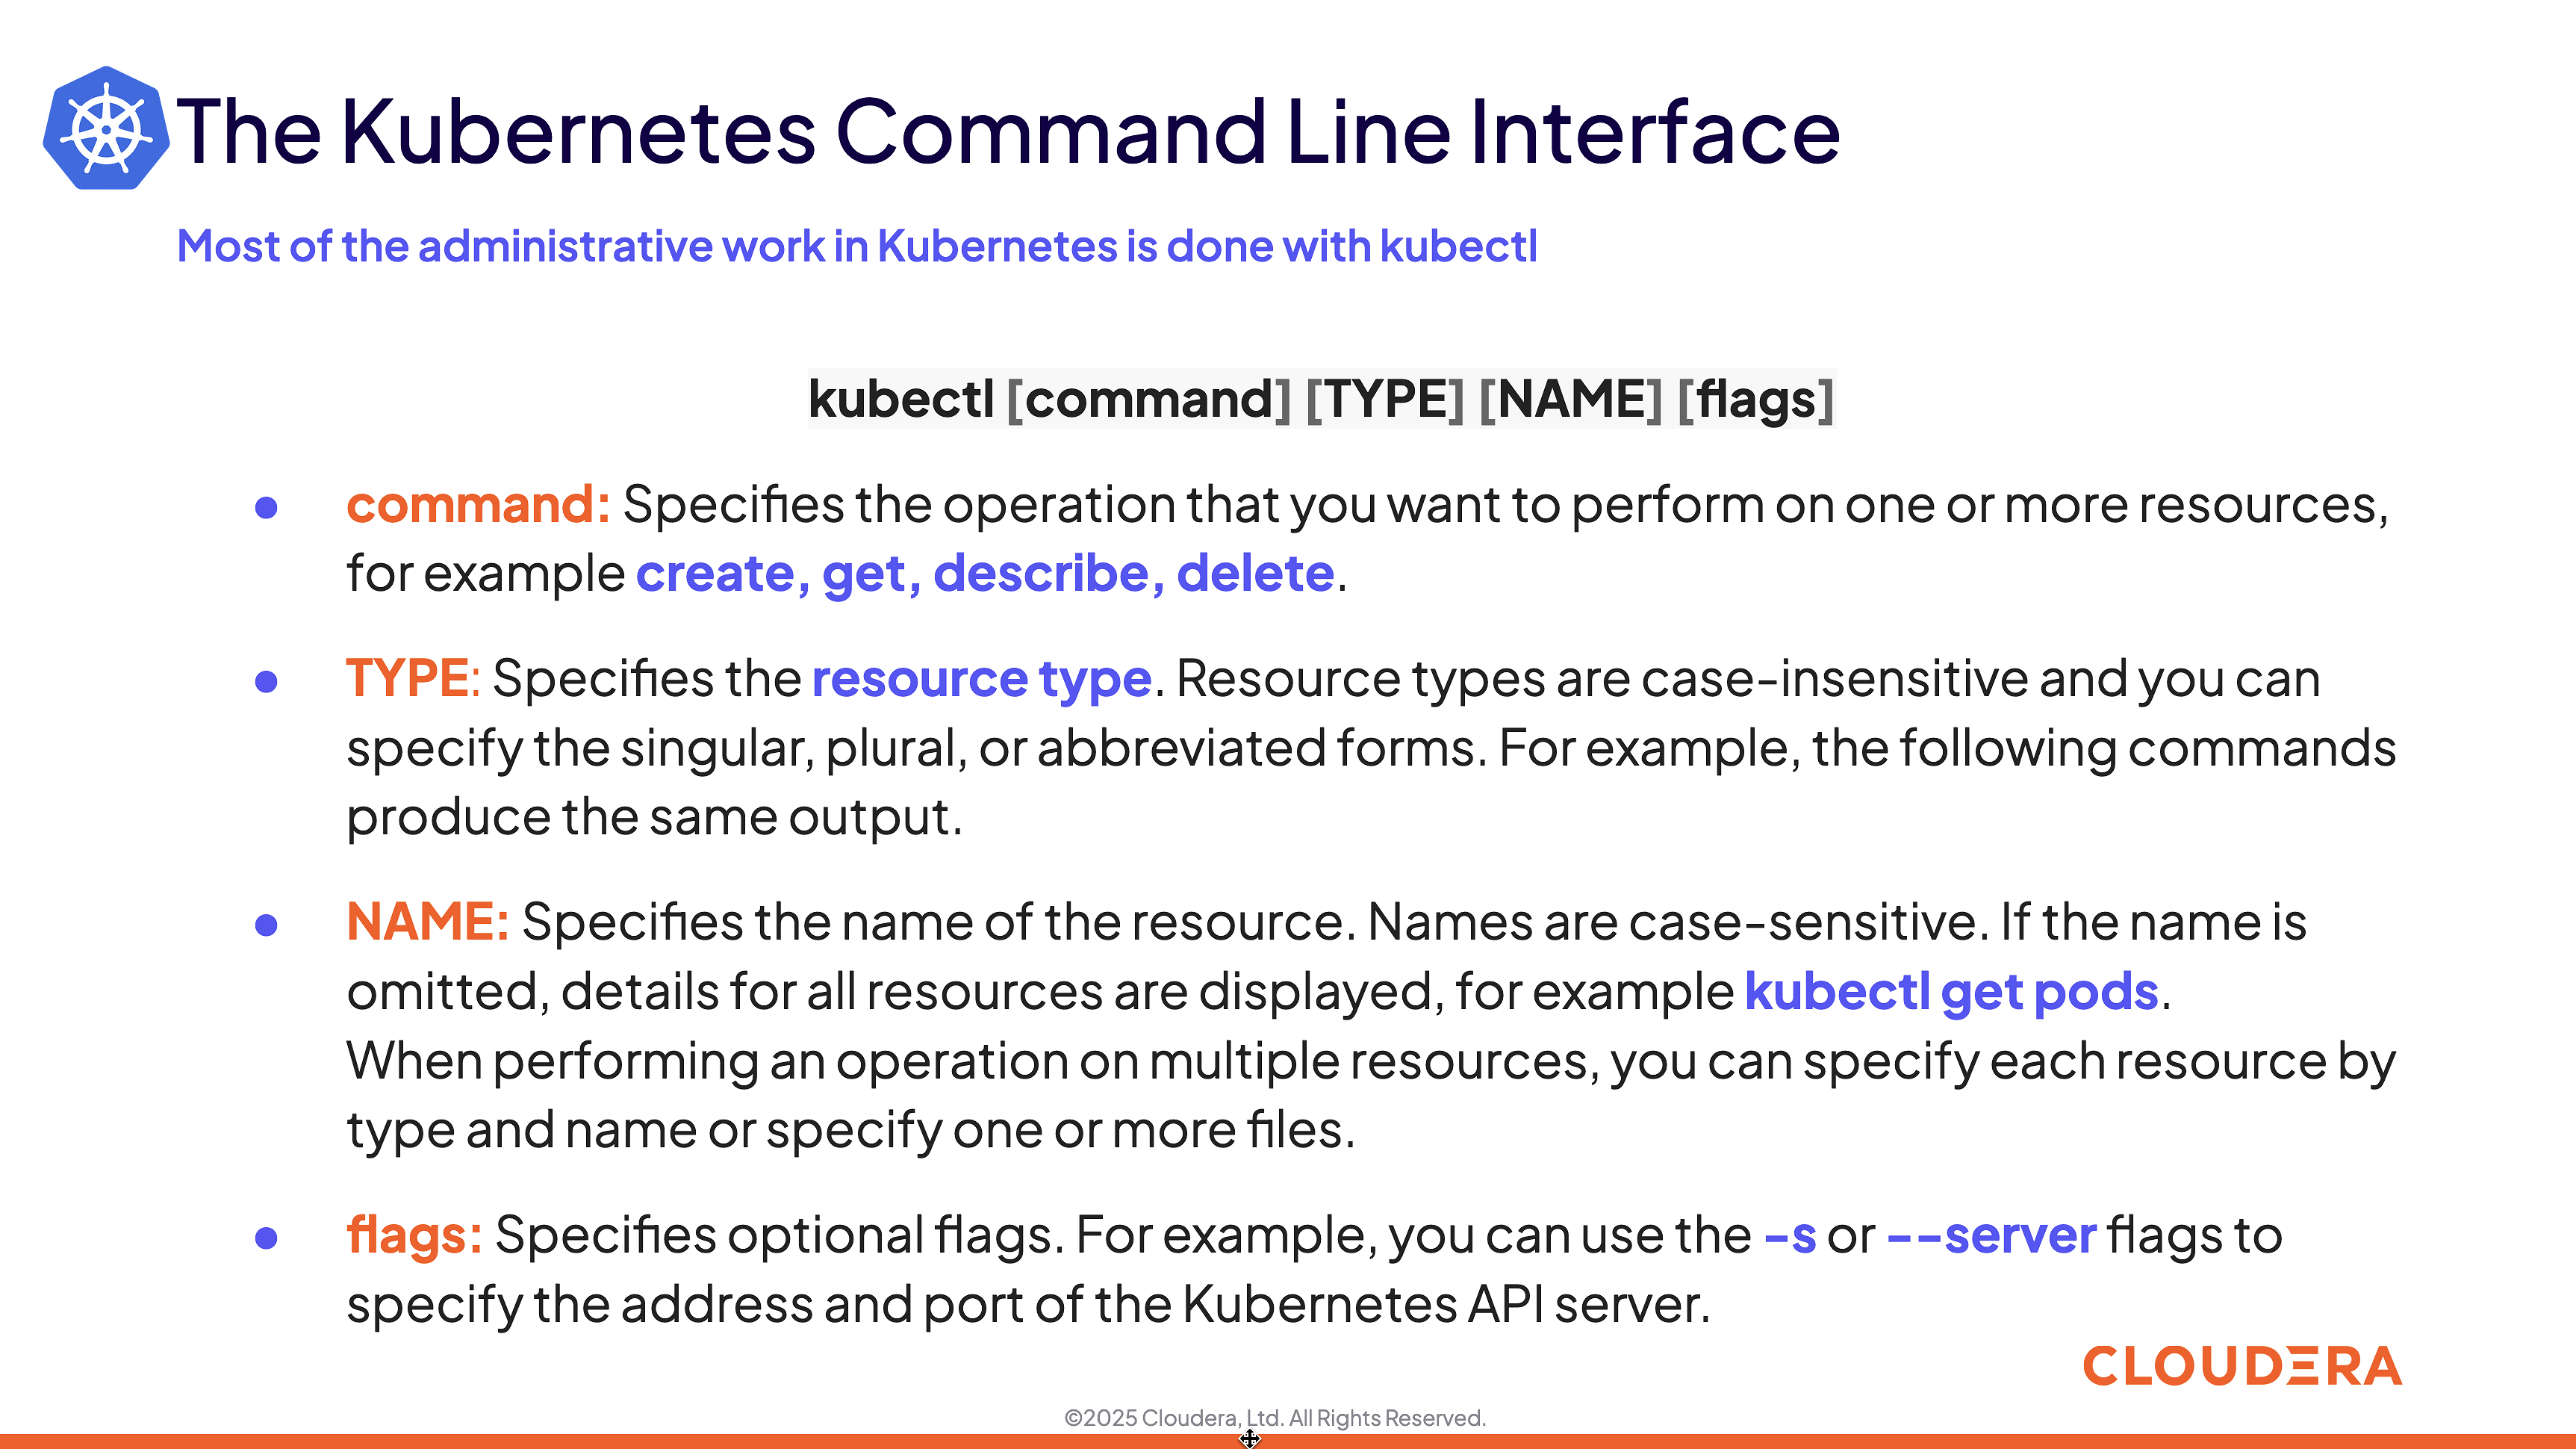 The Kubernetes Command Line Interface
Most of the administrative work in Kubernetes is done with kubectl
kubectl [command] [TYPE] [NAME] [flags]
● command: Specifies the operation that you want to perform on one or more resources,
for example create, get, describe, delete.
● TYPE: Specifies the resource type. Resource types are case-insensitive and you can
specify the singular, plural, or abbreviated forms. For example, the following commands
produce the same output.
● NAME: Specifies the name of the resource. Names are case-sensitive. If the name is
omitted, details for all resources are displayed, for example kubectl get pods.
When performing an operation on multiple resources, you can specify each resource by
type and name or specify one or more files.
● flags: Specifies optional flags. For example, you can use the -s or --server flags to
specify the address and port of the Kubernetes API server.
CLOUDERA
©2025 Cloudera, Ltd. All Rights Reserved.